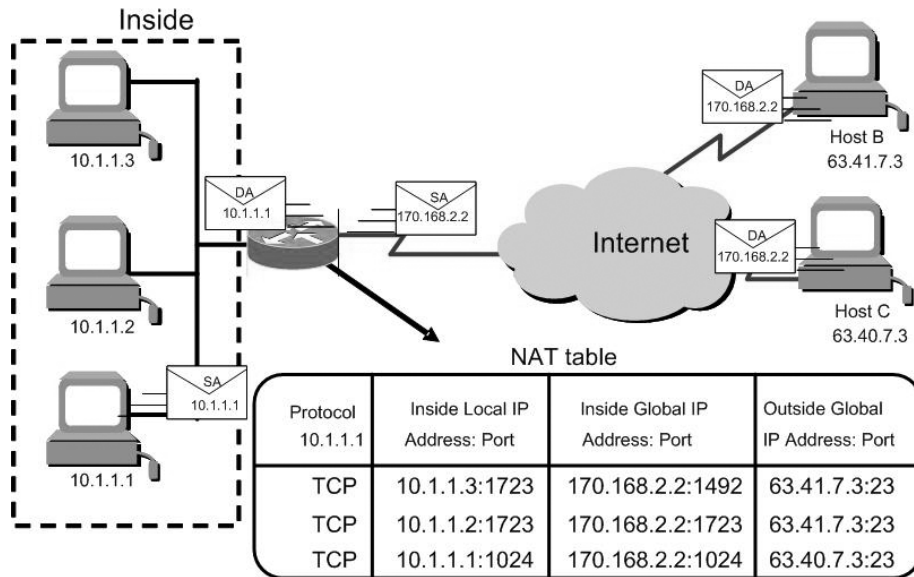 Inside
10.1.1.3
10.1.1.2
SA
10.1.1.1
10.1.1.1
DA
10.1.1.1
SA
170.168.2.2
Internet
DA
170.168.2.2
Host B
63.41.7.3
DA
170.168.2.2
Host C
63.40.7.3
NAT table
Protocol Inside Local IP Inside Global IP Outside Global
10.1.1.1 Address: Port Address: Port IP Address: Port
TCP 10.1.1.3:1723 170.168.2.2:1492 63.41.7.3:23
TCP 10.1.1.2:1723 170.168.2.2:1723 63.41.7.3:23
TCP 10.1.1.1:1024 170.168.2.2:1024 63.40.7.3:23